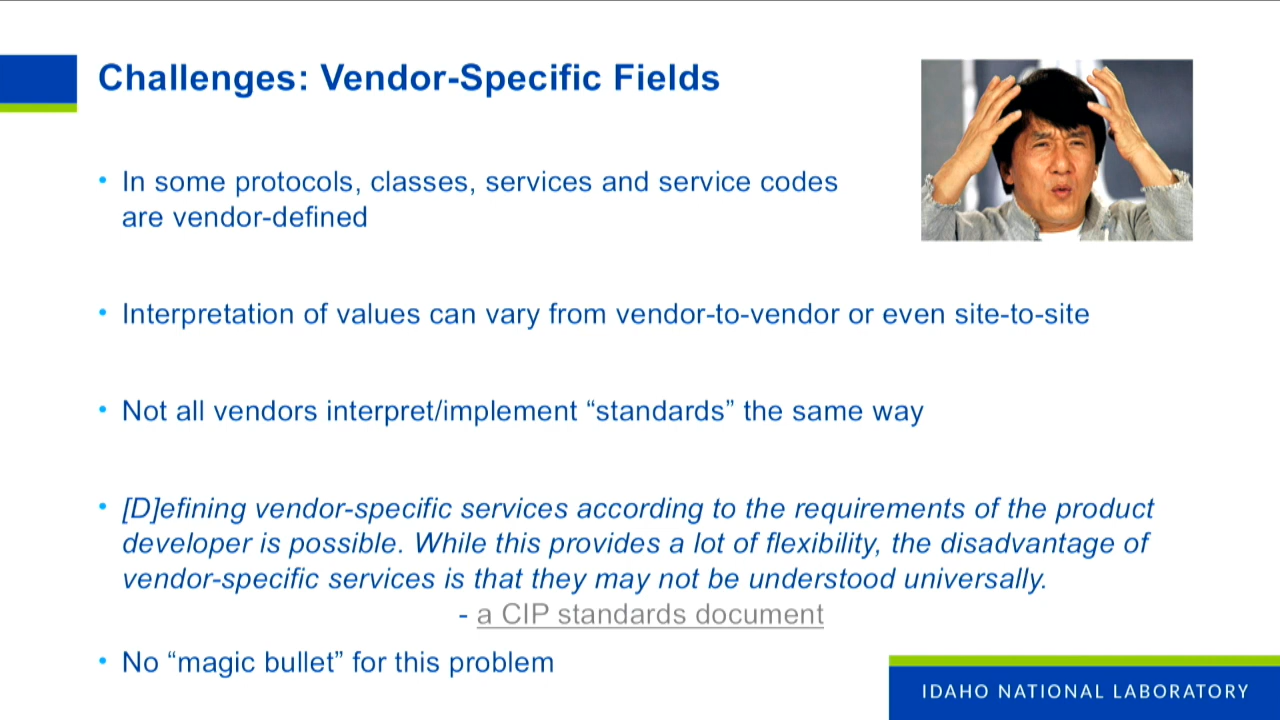 Challenges: Vendor-Specific Fields
• In some protocols, classes, services and service codes
are vendor-defined
• Interpretation of values can vary from vendor-to-vendor or even site-to-site
• Not all vendors interpret/implement “standards” the same way
• [D]efining vendor-specific services according to the requirements of the product
developer is possible. While this provides a lot of flexibility, the disadvantage of
vendor-specific services is that they may not be understood universally.
- a CIP standards document
• No “magic bullet” for this problem
IDAHO NATIONAL LABORATORY